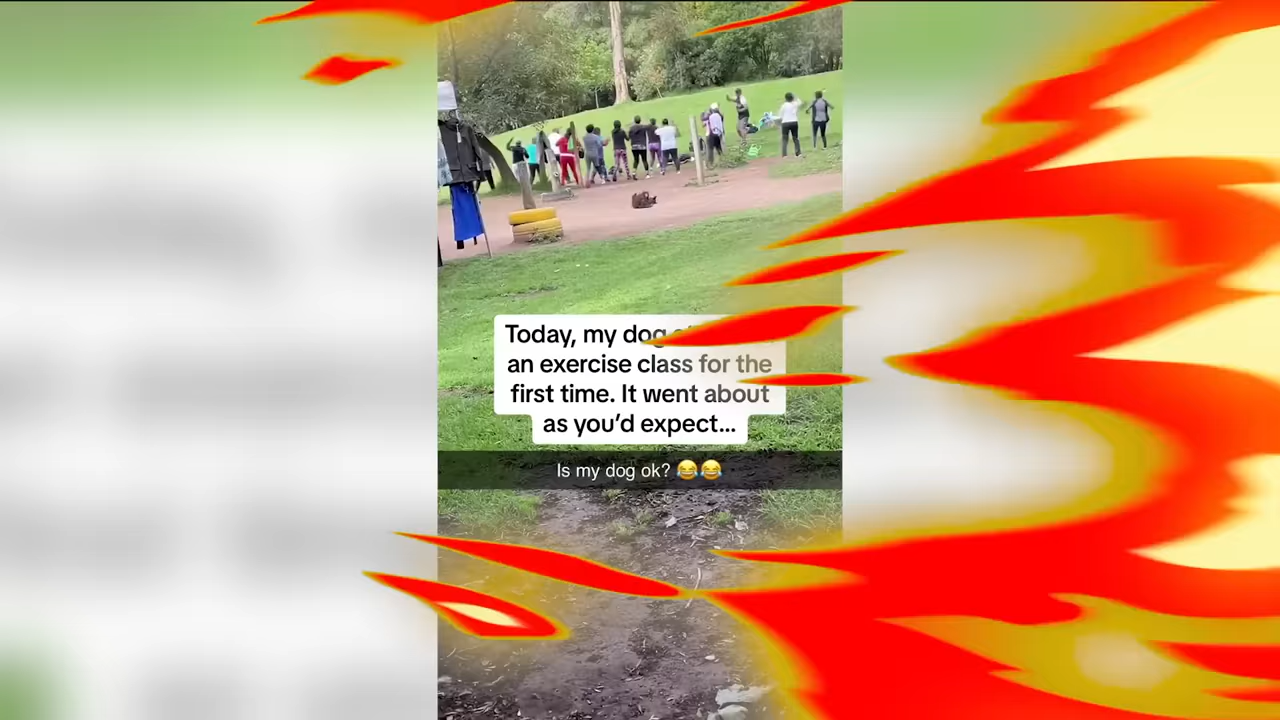 Today, my dog
an exercise class for the
first time. It went about
as you’d expect...
Is my dog ok? 😂😂